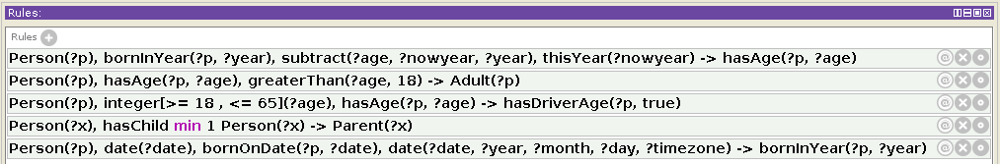 Rules:
Rules
Person(?p), bornInYear(?p, ?year), subtract(?age, ?nowyear, ?year), thisYear(?nowyear) -> hasAge(?p, ?age)
Person(?p), hasAge(?p, ?age), greaterThan(?age, 18) -> Adult(?p)
Person(?p), integer[>= 18 , <= 65](?age), hasAge(?p, ?age) -> hasDriverAge(?p, true)
Person(?x), hasChild min 1 Person(?x) -> Parent(?x)
Person(?p), date(?date), bornOnDate(?p, ?date), date(?date, ?year, ?month, ?day, ?timezone) -> bornInYear(?p, ?year)